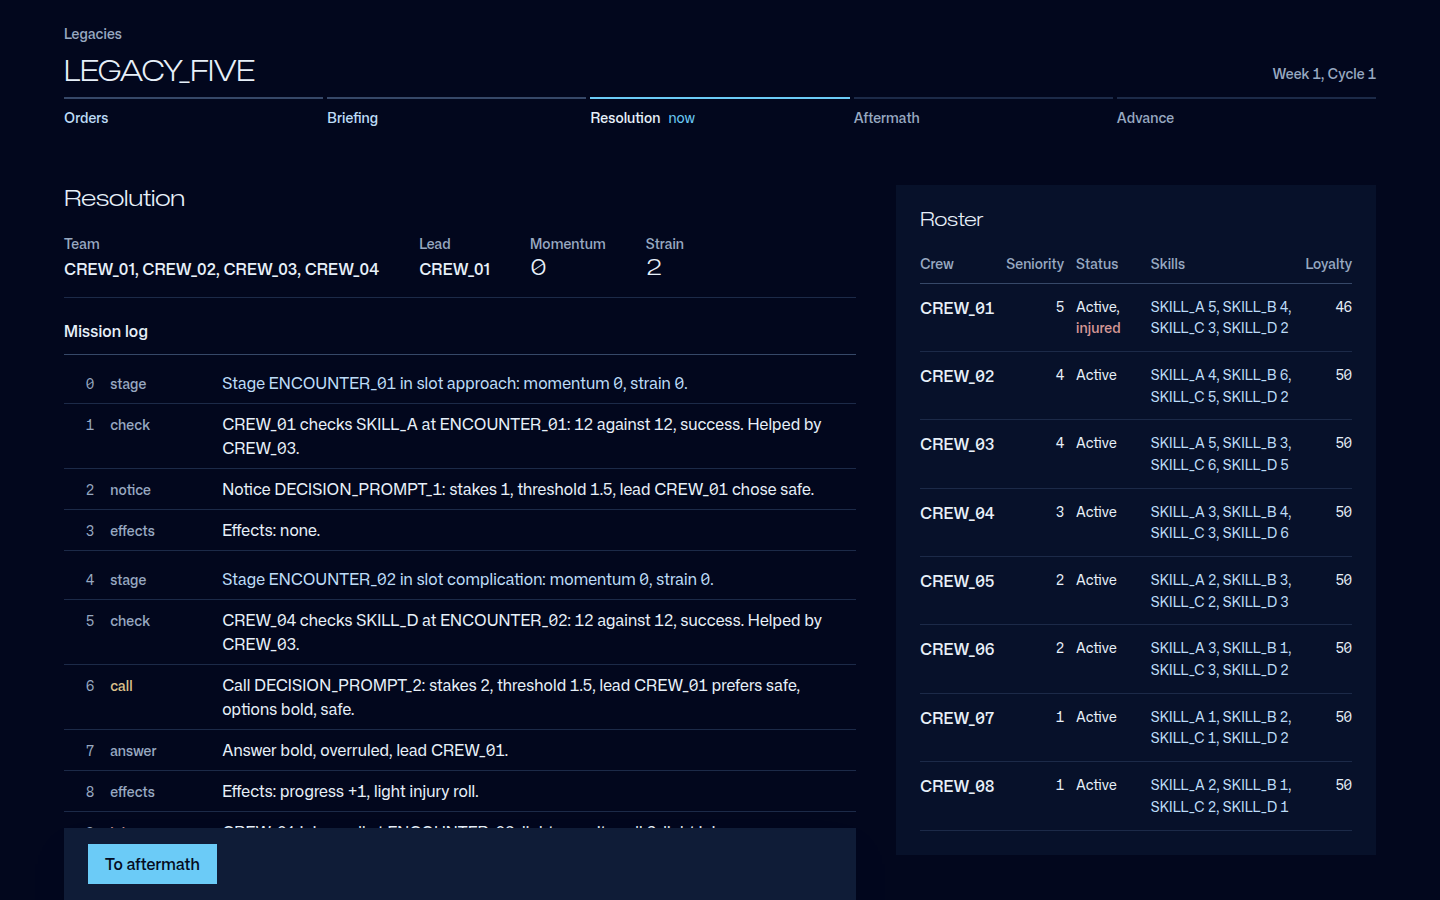 Legacies
LEGACY_FIVE
Week 1, Cycle 1
Orders
Briefing
Resolution now
Aftermath
Advance
Resolution
Team
CREW_01, CREW_02, CREW_03, CREW_04
Lead
CREW_01
Momentum
0
Strain
2
Mission log
0 stage Stage ENCOUNTER_01 in slot approach: momentum 0, strain 0.
1 check CREW_01 checks SKILL_A at ENCOUNTER_01: 12 against 12, success. Helped by
CREW_03.
2 notice Notice DECISION_PROMPT_1: stakes 1, threshold 1.5, lead CREW_01 chose safe.
3 effects Effects: none.
4 stage Stage ENCOUNTER_02 in slot complication: momentum 0, strain 0.
5 check CREW_04 checks SKILL_D at ENCOUNTER_02: 12 against 12, success. Helped by
CREW_03.
6 call Call DECISION_PROMPT_2: stakes 2, threshold 1.5, lead CREW_01 prefers safe,
options bold, safe.
7 answer Answer bold, overruled, lead CREW_01.
8 effects Effects: progress +1, light injury roll.
To aftermath
Roster
Crew Seniority Status Skills Loyalty
CREW_01 5 Active, SKILL_A 5, SKILL_B 4, 46
injured SKILL_C 3, SKILL_D 2
CREW_02 4 Active SKILL_A 4, SKILL_B 6, 50
SKILL_C 5, SKILL_D 2
CREW_03 4 Active SKILL_A 5, SKILL_B 3, 50
SKILL_C 6, SKILL_D 5
CREW_04 3 Active SKILL_A 3, SKILL_B 4, 50
SKILL_C 3, SKILL_D 6
CREW_05 2 Active SKILL_A 2, SKILL_B 3, 50
SKILL_C 2, SKILL_D 3
CREW_06 2 Active SKILL_A 3, SKILL_B 1, 50
SKILL_C 3, SKILL_D 2
CREW_07 1 Active SKILL_A 1, SKILL_B 2, 50
SKILL_C 1, SKILL_D 2
CREW_08 1 Active SKILL_A 2, SKILL_B 1, 50
SKILL_C 2, SKILL_D 1